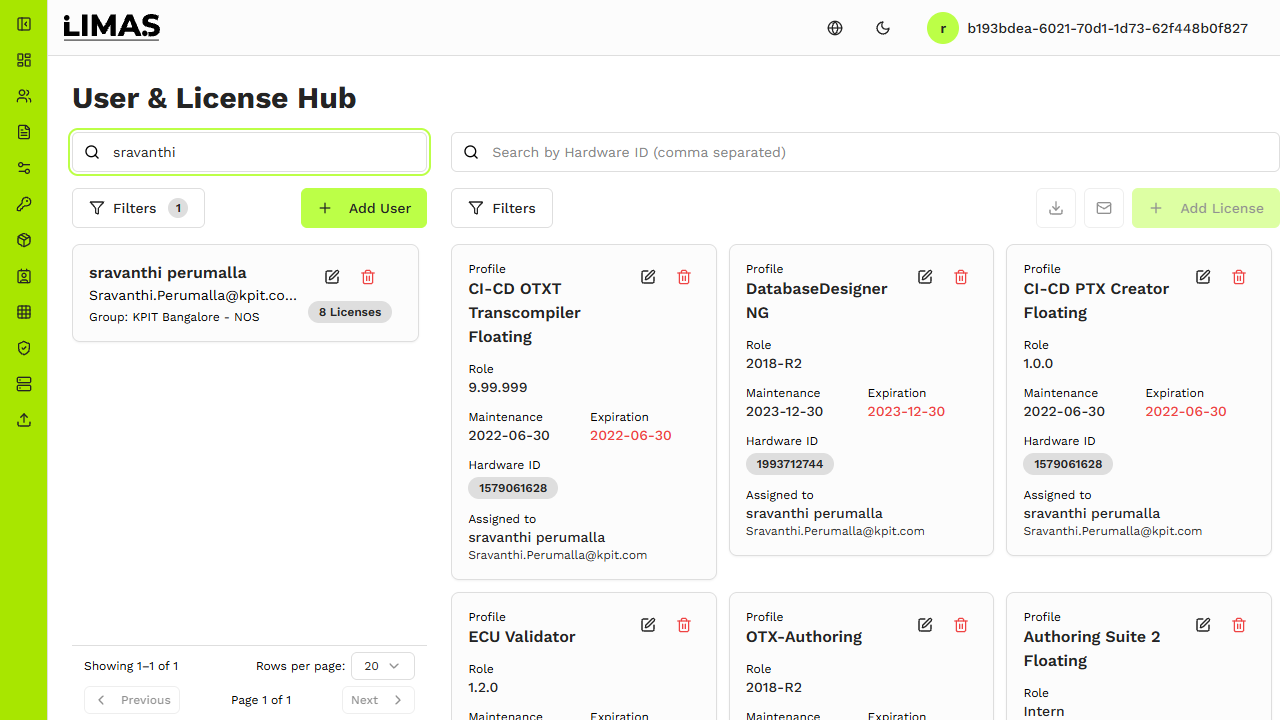 LIMAS
r
b193bdea-6021-70d1-1d73-62f448b0f827
User & License Hub
sravanthi
Search by Hardware ID (comma separated)
Filters
1
Add User
Filters
Add License
sravanthi perumalla
Sravanthi.Perumalla@kpit.co...
Group: KPIT Bangalore - NOS
8 Licenses
Showing 1–1 of 1
Rows per page:
20
Previous
Page 1 of 1
Next
Profile
CI-CD OTXT
Transcompiler
Floating
Role
9.99.999
Maintenance
Expiration
2022-06-30
2022-06-30
Hardware ID
1579061628
Assigned to
sravanthi perumalla
Sravanthi.Perumalla@kpit.com
Profile
DatabaseDesigner
NG
Role
2018-R2
Maintenance
Expiration
2023-12-30
2023-12-30
Hardware ID
1993712744
Assigned to
sravanthi perumalla
Sravanthi.Perumalla@kpit.com
Profile
CI-CD PTX Creator
Floating
Role
1.0.0
Maintenance
Expiration
2022-06-30
2022-06-30
Hardware ID
1579061628
Assigned to
sravanthi perumalla
Sravanthi.Perumalla@kpit.com
Profile
ECU Validator
Role
1.2.0
Maintenance
Expiration
Profile
OTX-Authoring
Role
2018-R2
Maintenance
Expiration
Profile
Authoring Suite 2
Floating
Role
Intern